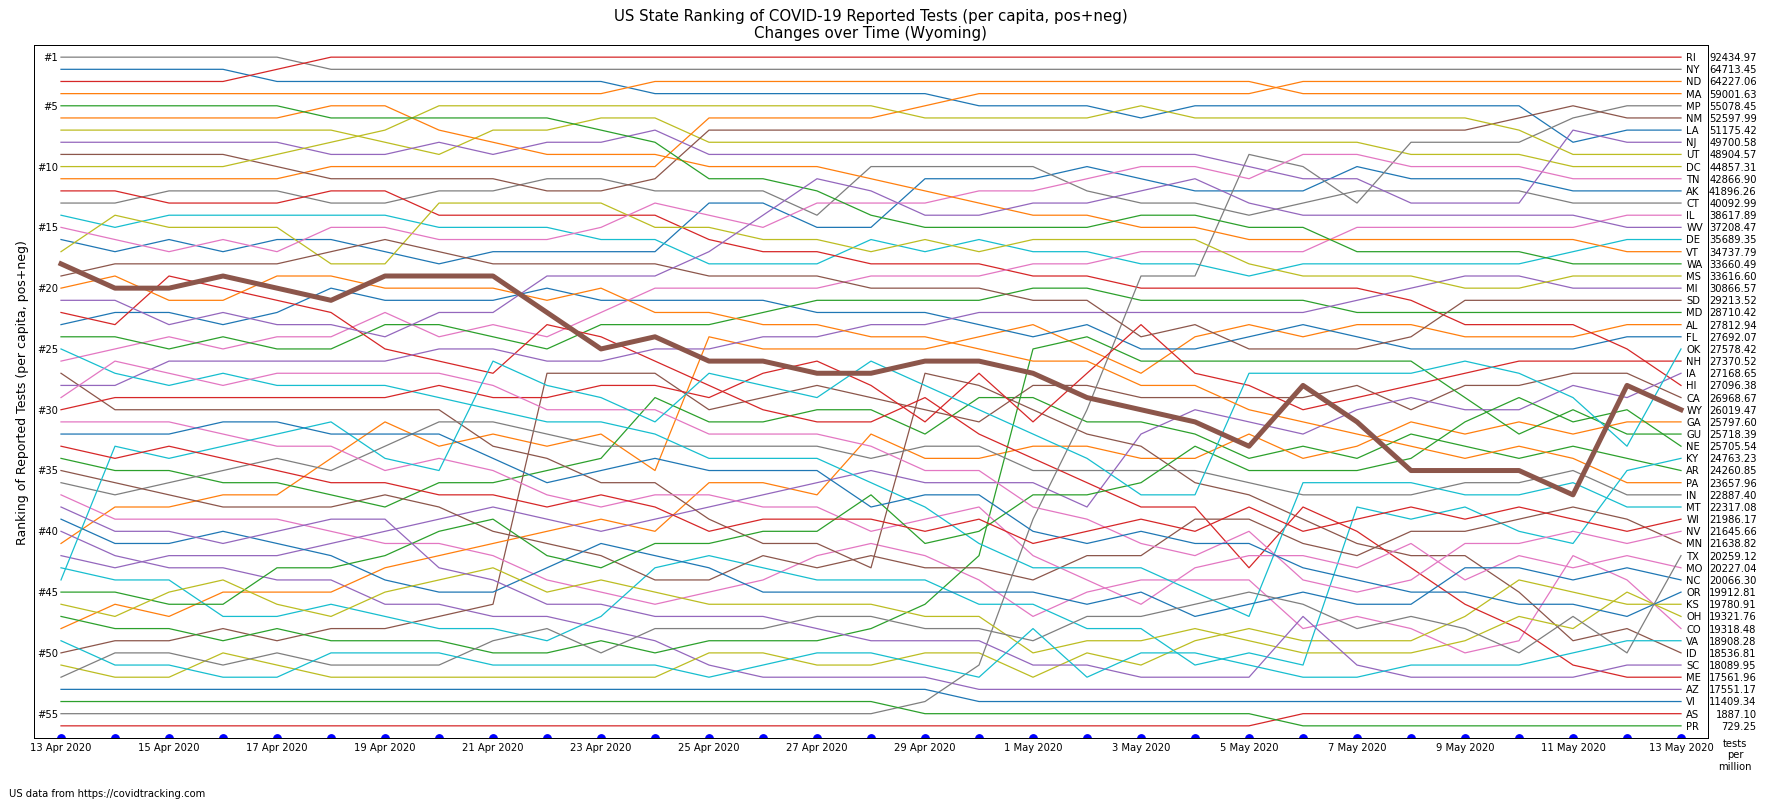 US State Ranking of COVID-19 Reported Tests (per capita, pos+neg)
Changes over Time (Wyoming)
Ranking of Reported Tests (per capita, pos+neg)
#1
#5
#10
#15
#20
#25
#30
#35
#40
#45
#50
#55
RI 92434.97
NY 64713.45
ND 64227.06
MA 59001.63
MP 55078.45
NM 52597.99
LA 51175.42
NJ 49700.58
UT 48904.57
DC 44857.31
TN 42866.90
AK 41896.26
CT 40092.99
IL 38617.89
WV 37208.47
DE 35689.35
VT 34737.79
WA 33660.49
MS 33616.60
MI 30866.57
SD 29213.52
MD 28710.42
AL 27812.94
FL 27692.07
OK 27578.42
NH 27370.52
IA 27168.65
HI 27096.38
CA 26968.67
WY 26019.47
GA 25797.60
GU 25718.39
NE 25705.54
KY 24763.23
AR 24260.85
PA 23657.96
IN 22887.40
MT 22317.08
WI 21986.17
NV 21645.66
MN 21638.82
TX 20259.12
MO 20227.04
NC 20066.30
OR 19912.81
KS 19780.91
OH 19321.76
CO 19318.48
VA 18908.28
ID 18536.81
SC 18089.95
ME 17561.96
AZ 17551.17
VI 11409.34
AS 1887.10
PR 729.25
13 Apr 2020 15 Apr 2020 17 Apr 2020 19 Apr 2020 21 Apr 2020 23 Apr 2020 25 Apr 2020 27 Apr 2020 29 Apr 2020 1 May 2020 3 May 2020 5 May 2020 7 May 2020 9 May 2020 11 May 2020 13 May 2020
tests
per
million
US data from https://covidtracking.com